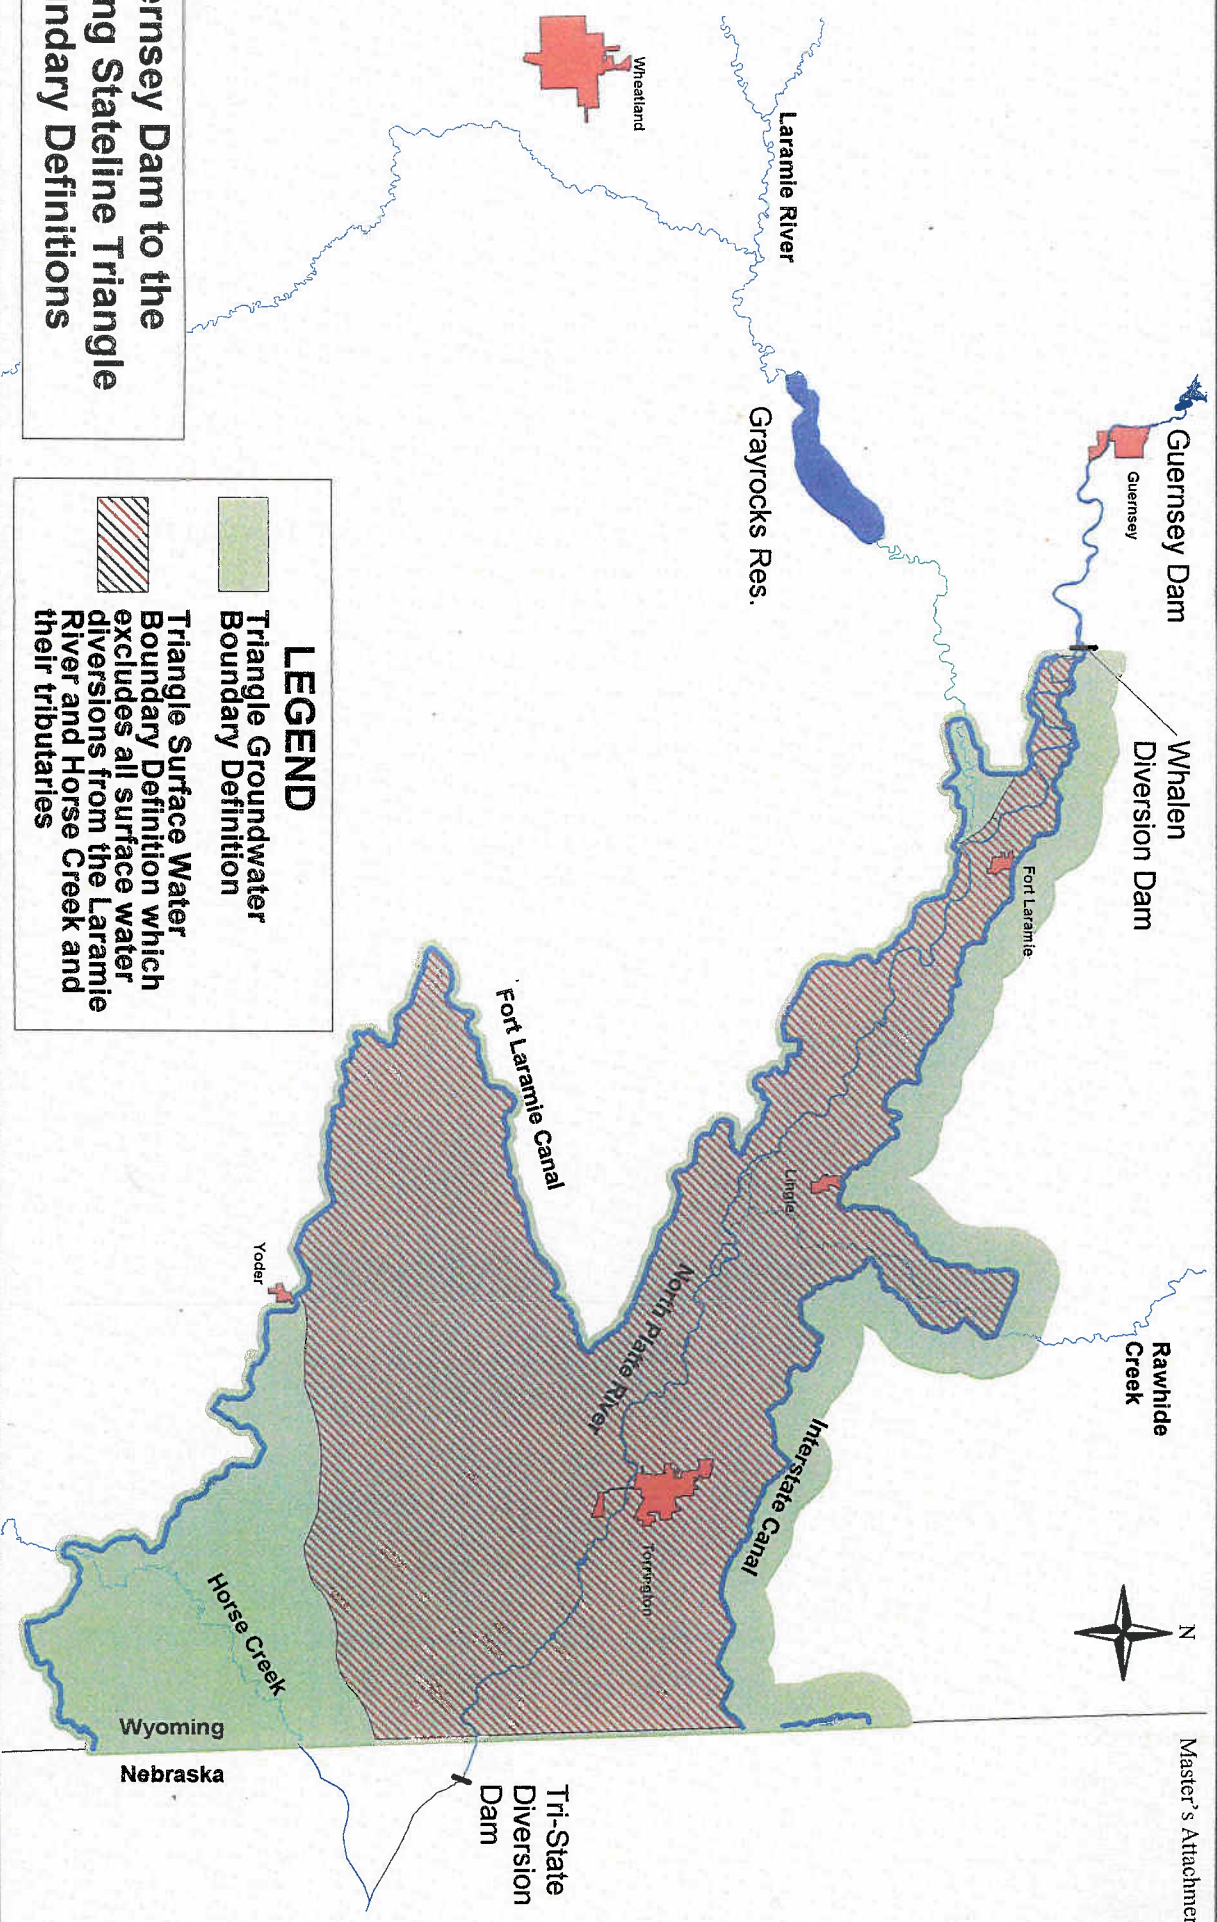 Master's Attachmen
N
Guernsey Dam
Guernsey
Whalen
Diversion Dam
Rawhide
Creek
Fort Laramie
Laramie River
Grayrocks Res.
Wheatland
Lingle
Interstate Canal
North Platte River
Torrington
Fort Laramie Canal
Tri-State
Diversion
Dam
Yoder
Horse Creek
Wyoming
Nebraska
LEGEND
Triangle Groundwater
Boundary Definition
Triangle Surface Water
Boundary Definition which
excludes all surface water
diversions from the Laramie
River and Horse Creek and
their tributaries
ernsey Dam to the
ng Stateline Triangle
ndary Definitions